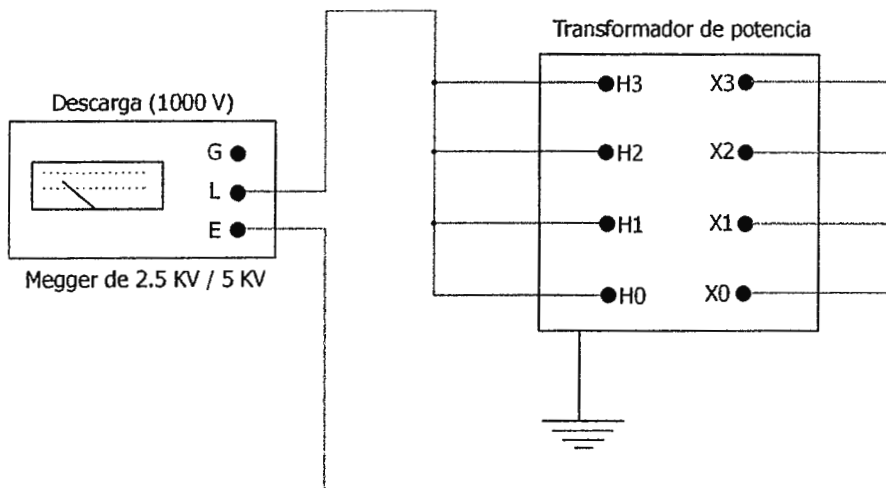 Transformador de potencia
Descarga (1000 V)
G
L
E
Megger de 2.5 KV / 5 KV
H3 X3
H2 X2
H1 X1
H0 X0